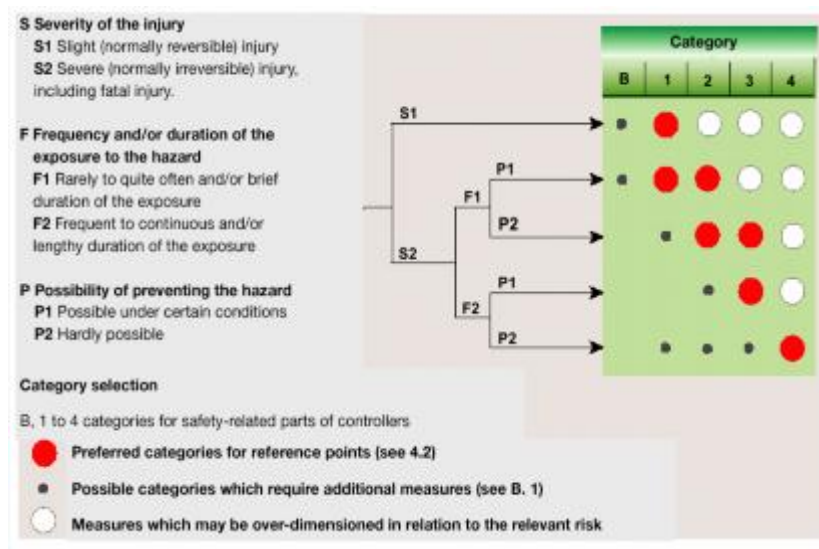 S Severity of the injury
S1 Slight (normally reversible) injury
S2 Severe (normally irreversible) injury,
including fatal injury.
F Frequency and/or duration of the
exposure to the hazard
F1 Rarely to quite often and/or brief
duration of the exposure
F2 Frequent to continuous and/or
lengthy duration of the exposure
P Possibility of preventing the hazard
P1 Possible under certain conditions
P2 Hardly possible
Category
B 1 2 3 4
S1
P1
F1
P2
S2
P1
F2
P2
Category selection
B, 1 to 4 categories for safety-related parts of controllers
Preferred categories for reference points (see 4.2)
Possible categories which require additional measures (see B. 1)
Measures which may be over-dimensioned in relation to the relevant risk